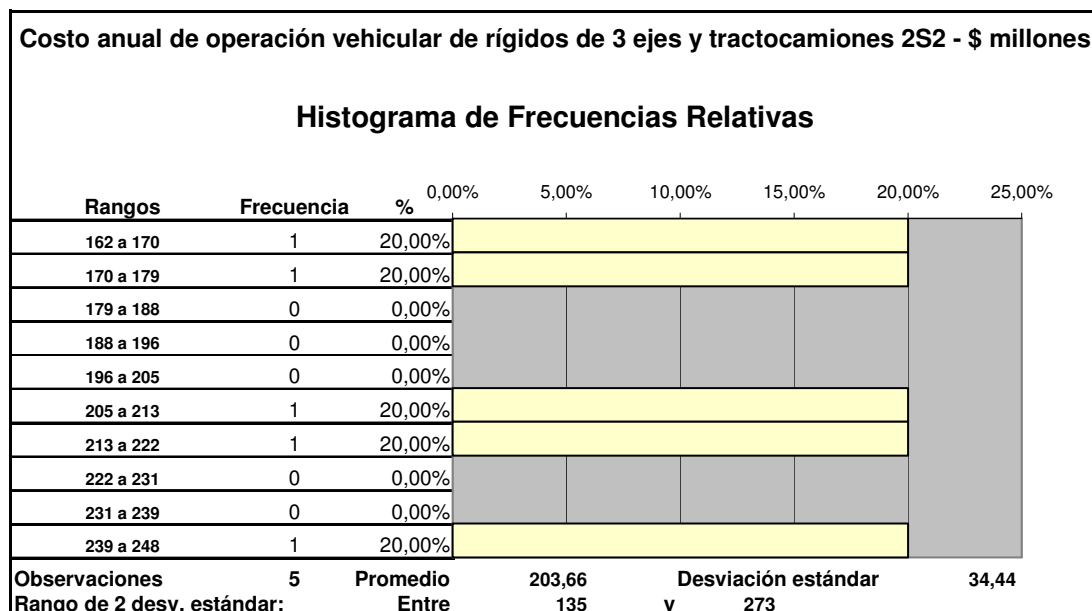 Costo anual de operación vehicular de rígidos de 3 ejes y tractocamiones 2S2 - $ millones
Histograma de Frecuencias Relativas
Rangos Frecuencia % 0,00% 5,00% 10,00% 15,00% 20,00% 25,00%
162 a 170 1 20,00%
170 a 179 1 20,00%
179 a 188 0 0,00%
188 a 196 0 0,00%
196 a 205 0 0,00%
205 a 213 1 20,00%
213 a 222 1 20,00%
222 a 231 0 0,00%
231 a 239 0 0,00%
239 a 248 1 20,00%
Observaciones 5 Promedio 203,66 Desviación estándar 34,44
Rango de 2 desv. estándar: Entre 135 y 273